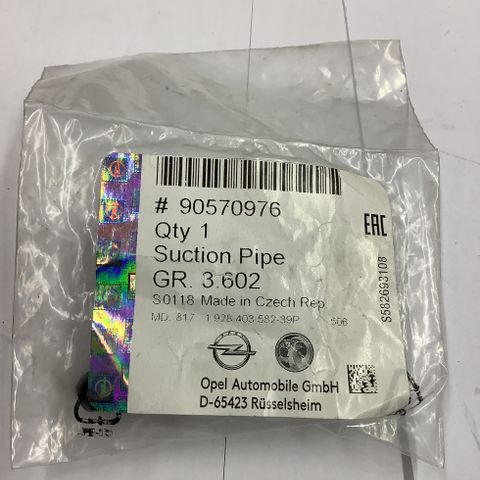 # 90570976
Qty 1
Suction Pipe
GR. 3.602
S0118 Made in Czech Rep
MD. 817 1 928 403 582-39P 506
Opel Automobile GmbH
D-65423 Rüsselsheim
EAC
S582693108